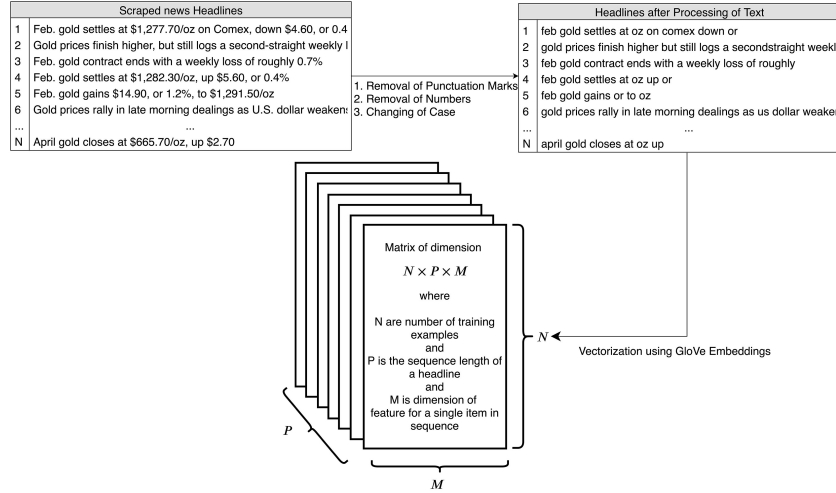 Scraped news Headlines
1 Feb. gold settles at $1,277.70/oz on Comex, down $4.60, or 0.4
2 Gold prices finish higher, but still logs a second-straight weekly
3 Feb. gold contract ends with a weekly loss of roughly 0.7%
4 Feb. gold settles at $1,282.30/oz, up $5.60, or 0.4%
5 Feb. gold gains $14.90, or 1.2%, to $1,291.50/oz
6 Gold prices rally in late morning dealings as U.S. dollar weakens
... ...
N April gold closes at $665.70/oz, up $2.70
1. Removal of Punctuation Marks
2. Removal of Numbers
3. Changing of Case
Headlines after Processing of Text
1 feb gold settles at oz on comex down or
2 gold prices finish higher but still logs a secondstraight weekl
3 feb gold contract ends with a weekly loss of roughly
4 feb gold settles at oz up or
5 feb gold gains or to oz
6 gold prices rally in late morning dealings as us dollar weake
... ...
N april gold closes at oz up
Matrix of dimension
N × P × M
where
N are number of training
examples
and
P is the sequence length of
a headline
and
M is dimension of
feature for a single item in
sequence
N
Vectorization using GloVe Embeddings
P
M